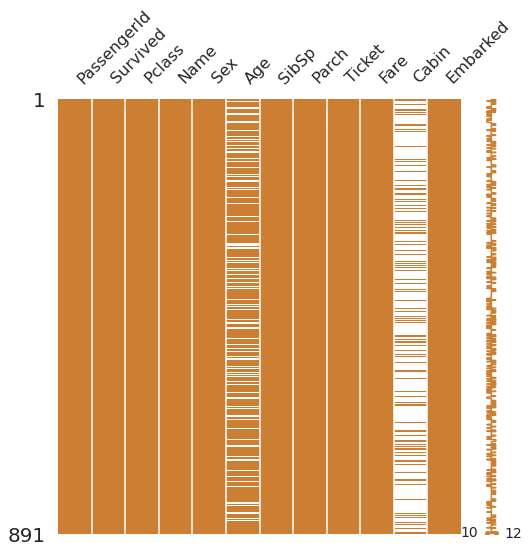 PassengerId
Survived
Pclass
Name
Sex
Age
SibSp
Parch
Ticket
Fare
Cabin
Embarked
1
891
10
12